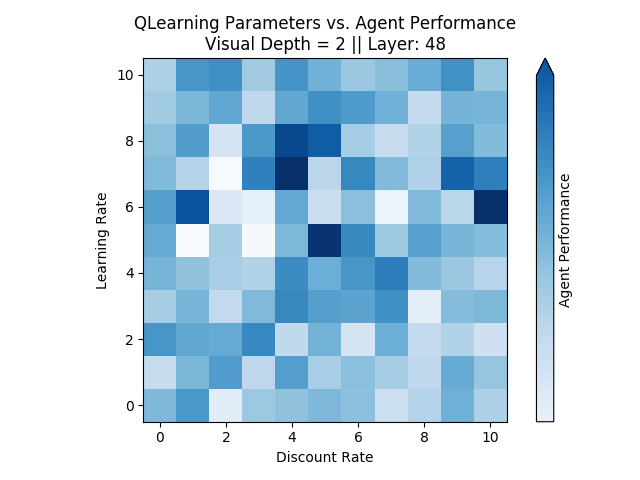 QLearning Parameters vs. Agent Performance
Visual Depth = 2 || Layer: 48
10
8
6
4
2
0
Learning Rate
0 2 4 6 8 10
Discount Rate
Agent Performance